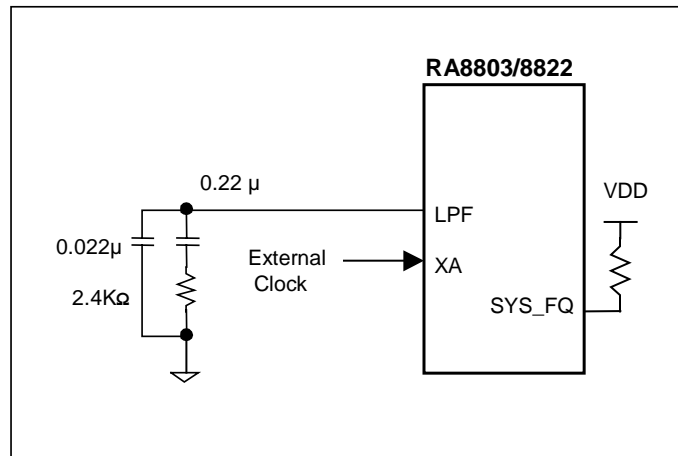 RA8803/8822
0.22 µ
VDD
LPF
0.022µ
External
Clock
XA
2.4KΩ
SYS_FQ